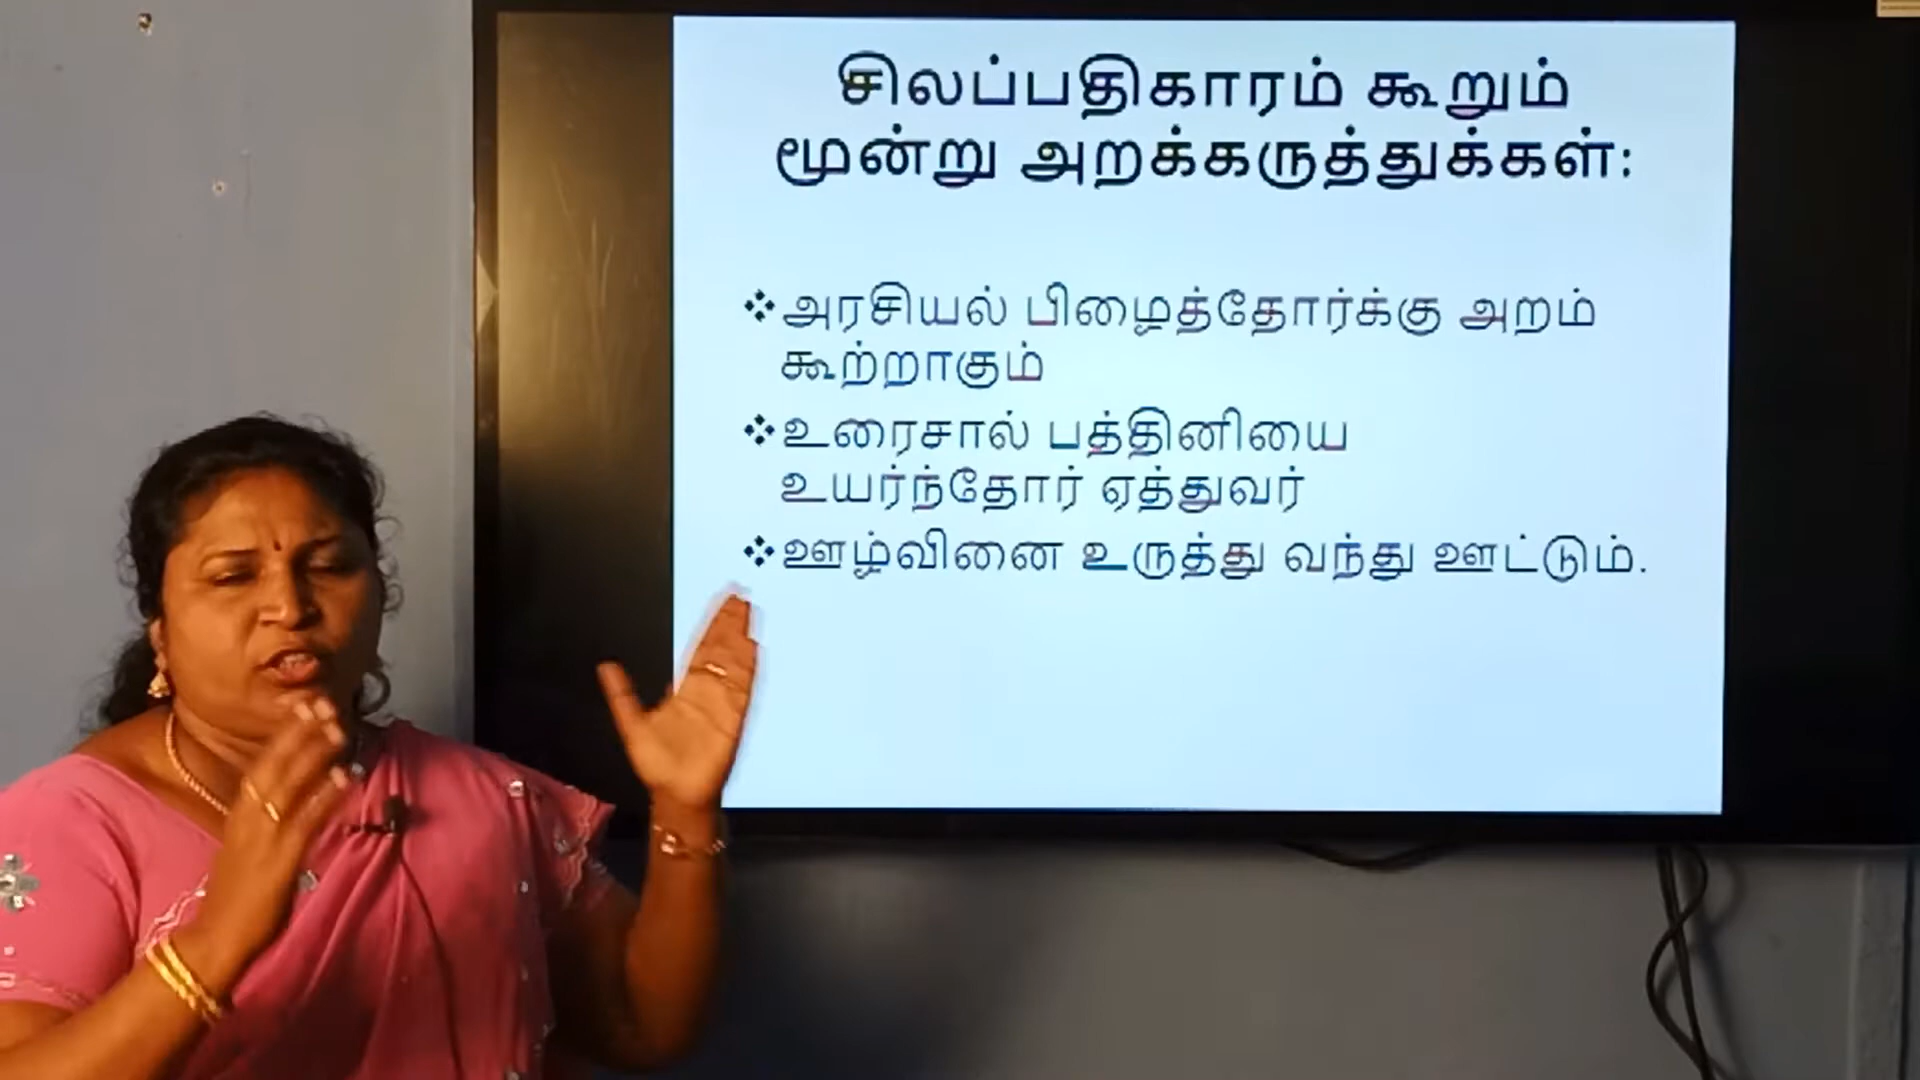 சிலப்பதிகாரம் கூறும்
மூன்று அறக்கருத்துக்கள்:
❖அரசியல் பிழைத்தோர்க்கு அறம்
கூற்றாகும்
❖உரைசால் பத்தினியை
உயர்ந்தோர் ஏத்துவர்
❖ஊழ்வினை உருத்து வந்து ஊட்டும்.